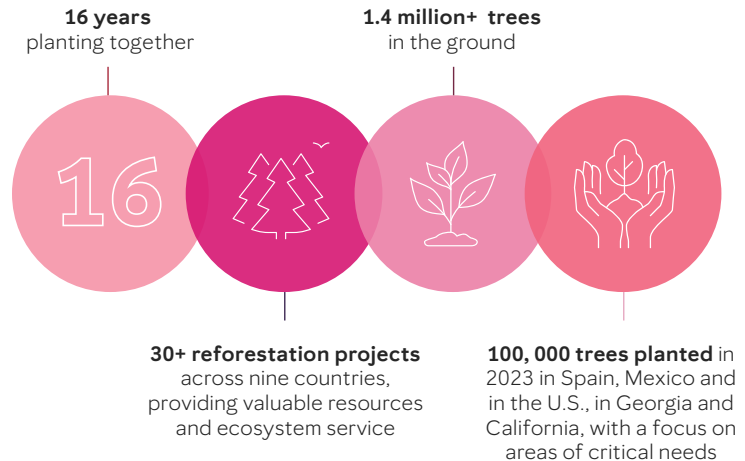 16 years
planting together
1.4 million+ trees
in the ground
16
30+ reforestation projects
across nine countries,
providing valuable resources
and ecosystem service
100, 000 trees planted in
2023 in Spain, Mexico and
in the U.S., in Georgia and
California, with a focus on
areas of critical needs